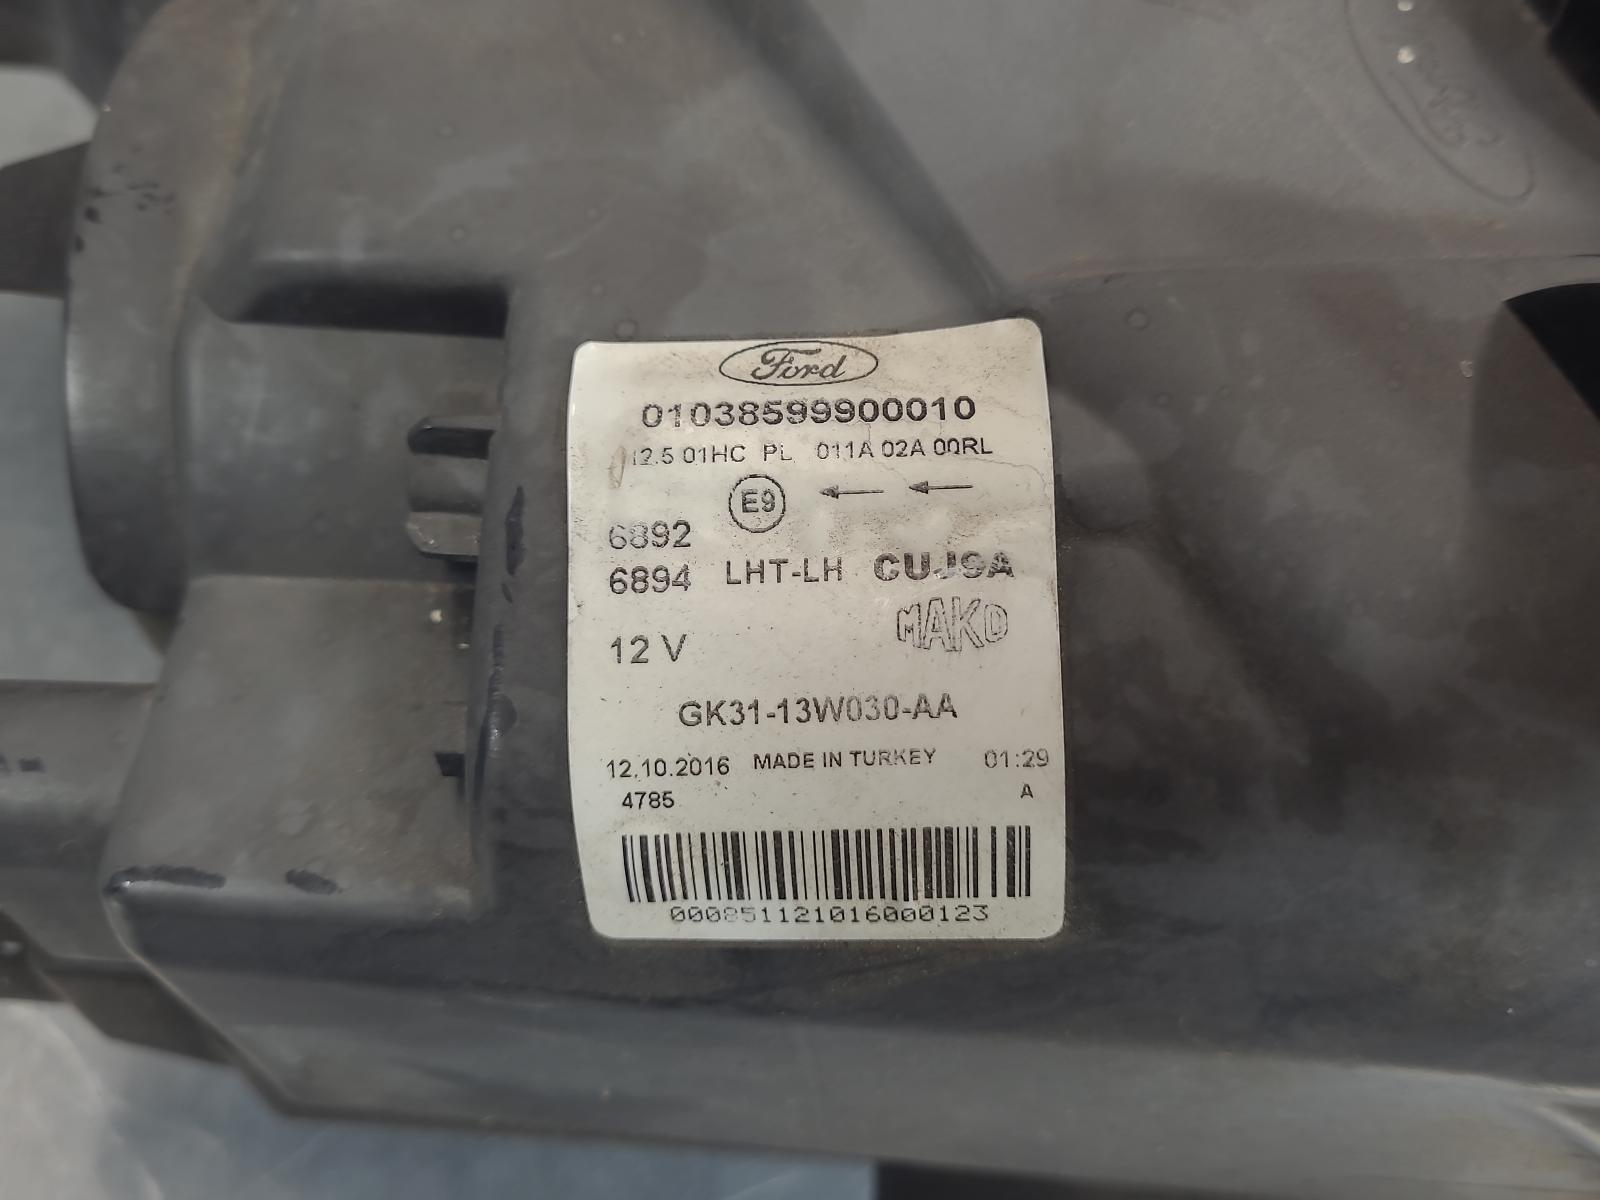 Ford
01038599900010
12.5 01HC PL 011A 02A 00RL
E9
6892
6894 LHT-LH CUJ9A
MAKO
12 V
GK31-13W030-AA
12.10.2016 MADE IN TURKEY 01:29
4785 A
000851121016000123